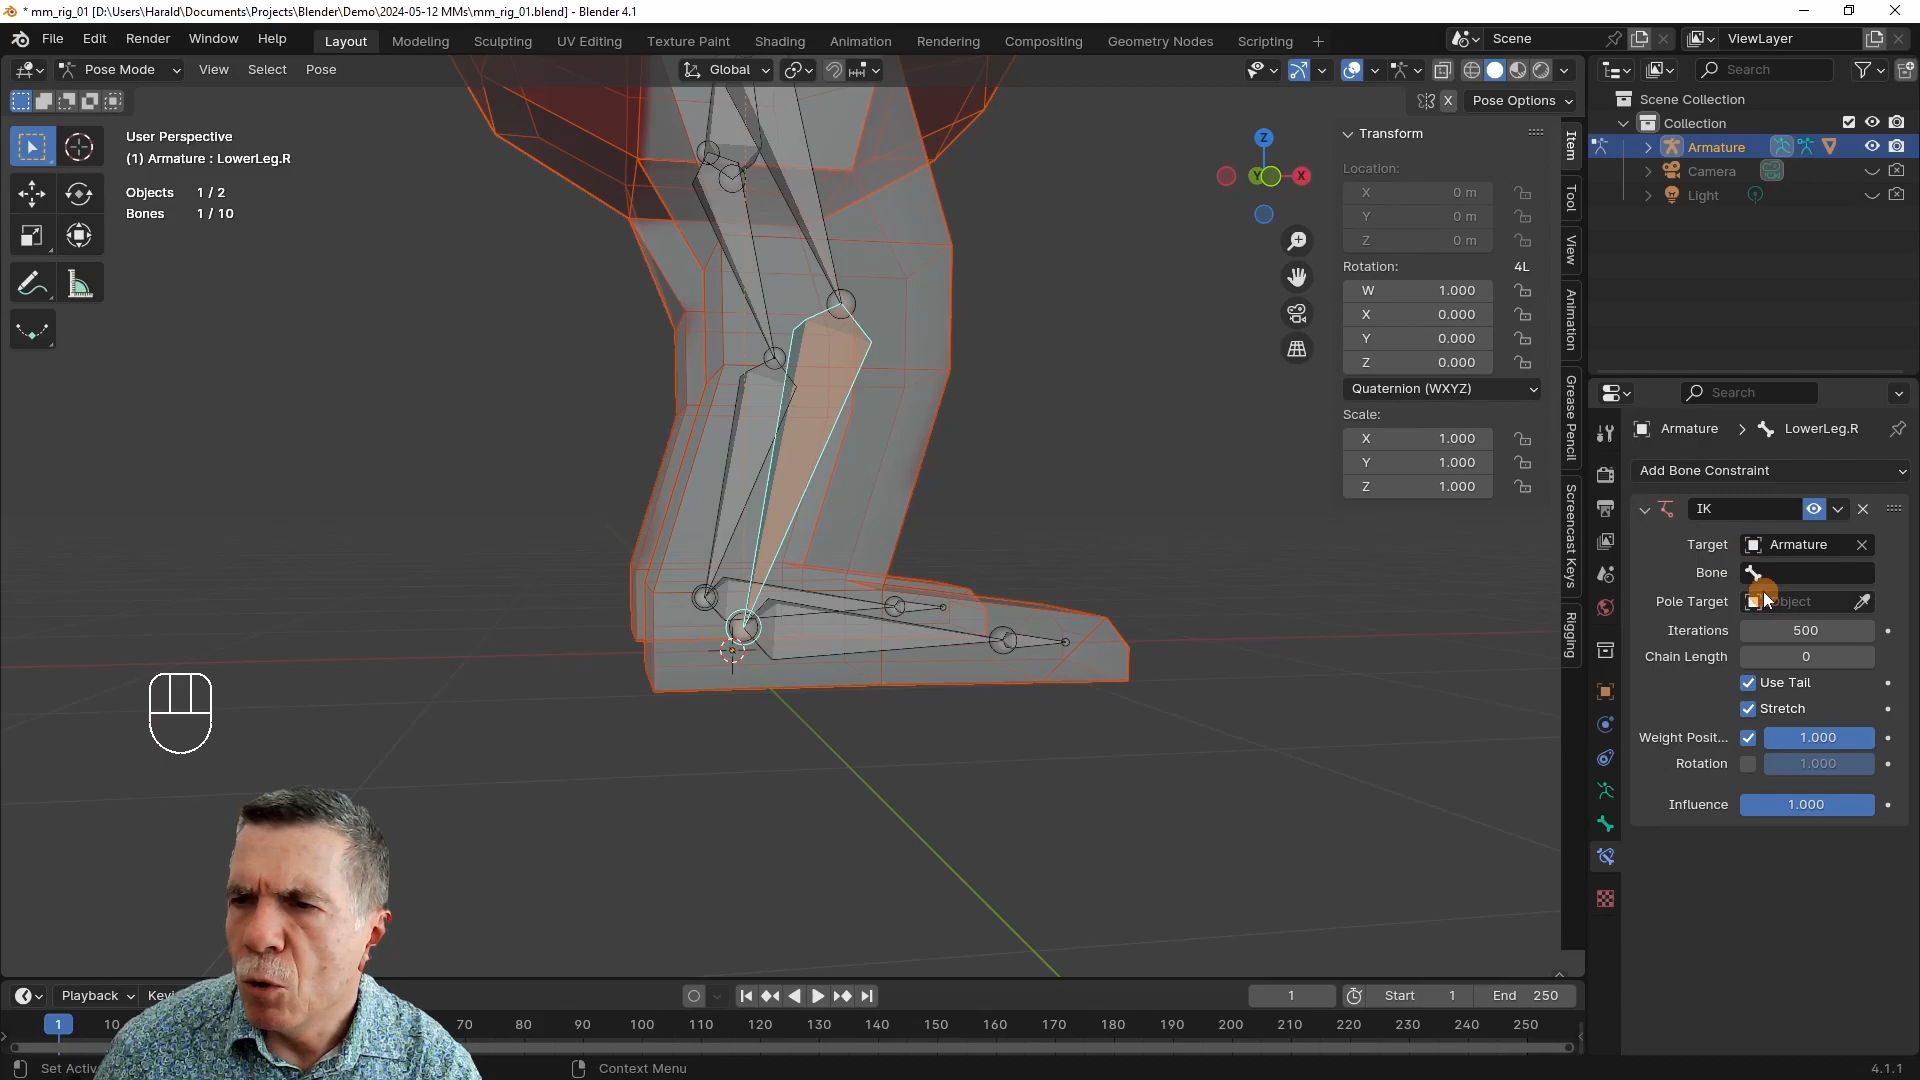 * mm_rig_01 [D:\Users\Harald\Documents\Projects\Blender\Demo\2024-05-12 MMs\mm_rig_01.blend] - Blender 4.1
File Edit Render Window Help Layout Modeling Sculpting UV Editing Texture Paint Shading Animation Rendering Compositing Geometry Nodes Scripting + Scene ViewLayer
Pose Mode View Select Pose Global Search
X Pose Options Scene Collection
Collection
Armature
Camera
Light
User Perspective
(1) Armature : LowerLeg.R
Objects 1 / 2
Bones 1 / 10
Z
Y
X
Transform
Location:
X 0 m
Y 0 m
Z 0 m
Rotation: 4L
W 1.000
X 0.000
Y 0.000
Z 0.000
Quaternion (WXYZ)
Scale:
X 1.000
Y 1.000
Z 1.000
Item
Tool
View
Animation
Grease Pencil
Screencast Keys
Rigging
Search
Armature > LowerLeg.R
Add Bone Constraint
IK
Target Armature
Bone
Pole Target
Iterations 500
Chain Length 0
Use Tail
Stretch
Weight Posit... 1.000
Rotation 1.000
Influence 1.000
Playback 1 Start 1 End 250
1 10 70 80 90 100 110 120 130 140 150 160 170 180 190 200 210 220 230 240 250
Set Context Menu 4.1.1